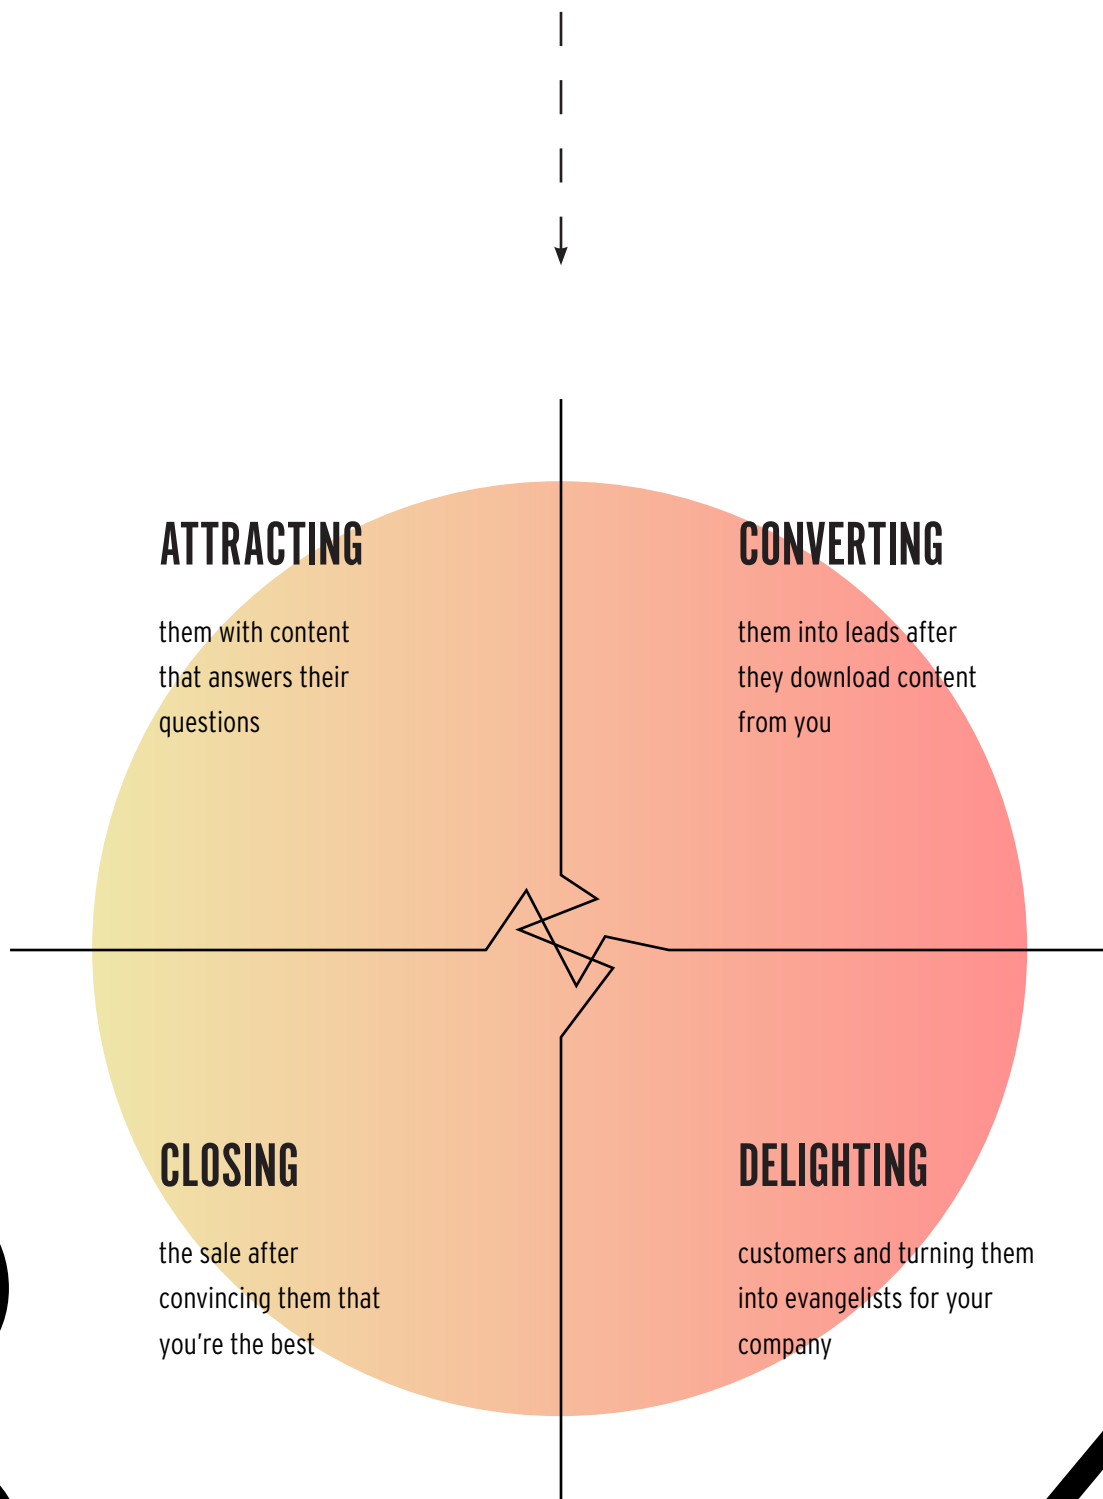 ATTRACTING
them with content
that answers their
questions
CONVERTING
them into leads after
they download content
from you
CLOSING
the sale after
convincing them that
you're the best
DELIGHTING
customers and turning them
into evangelists for your
company